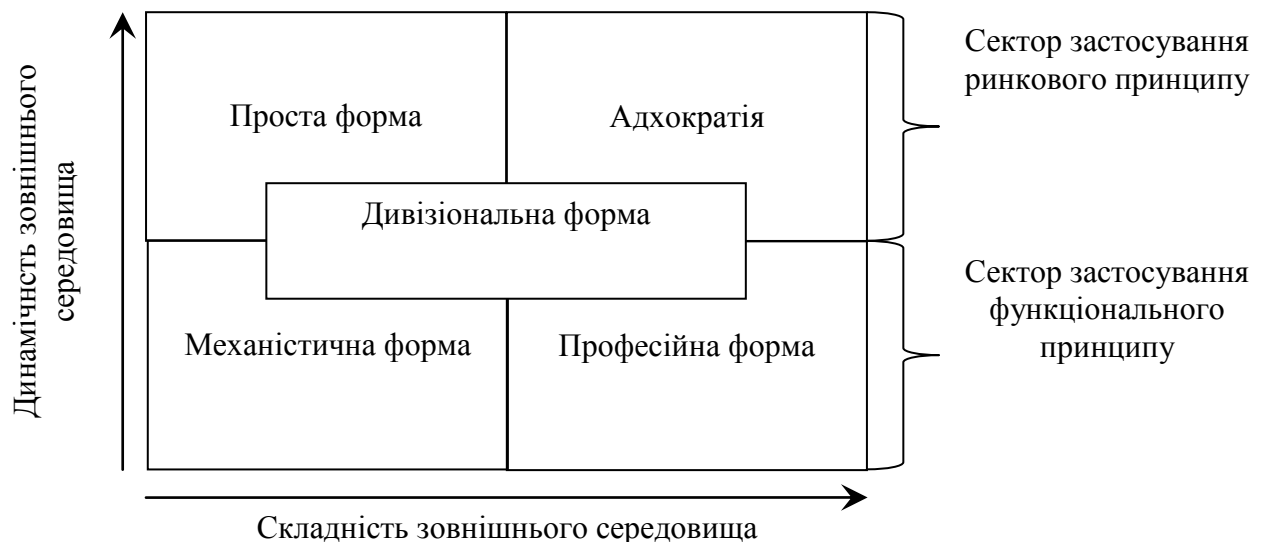 Динамічнсть зовнішнього
середовища
Проста форма
Адхократія
Дивізіональна форма
Механістична форма
Професійна форма
Сектор застосування
ринкового принципу
Сектор застосування
функціонального
принципу
Складність зовнішнього середовища